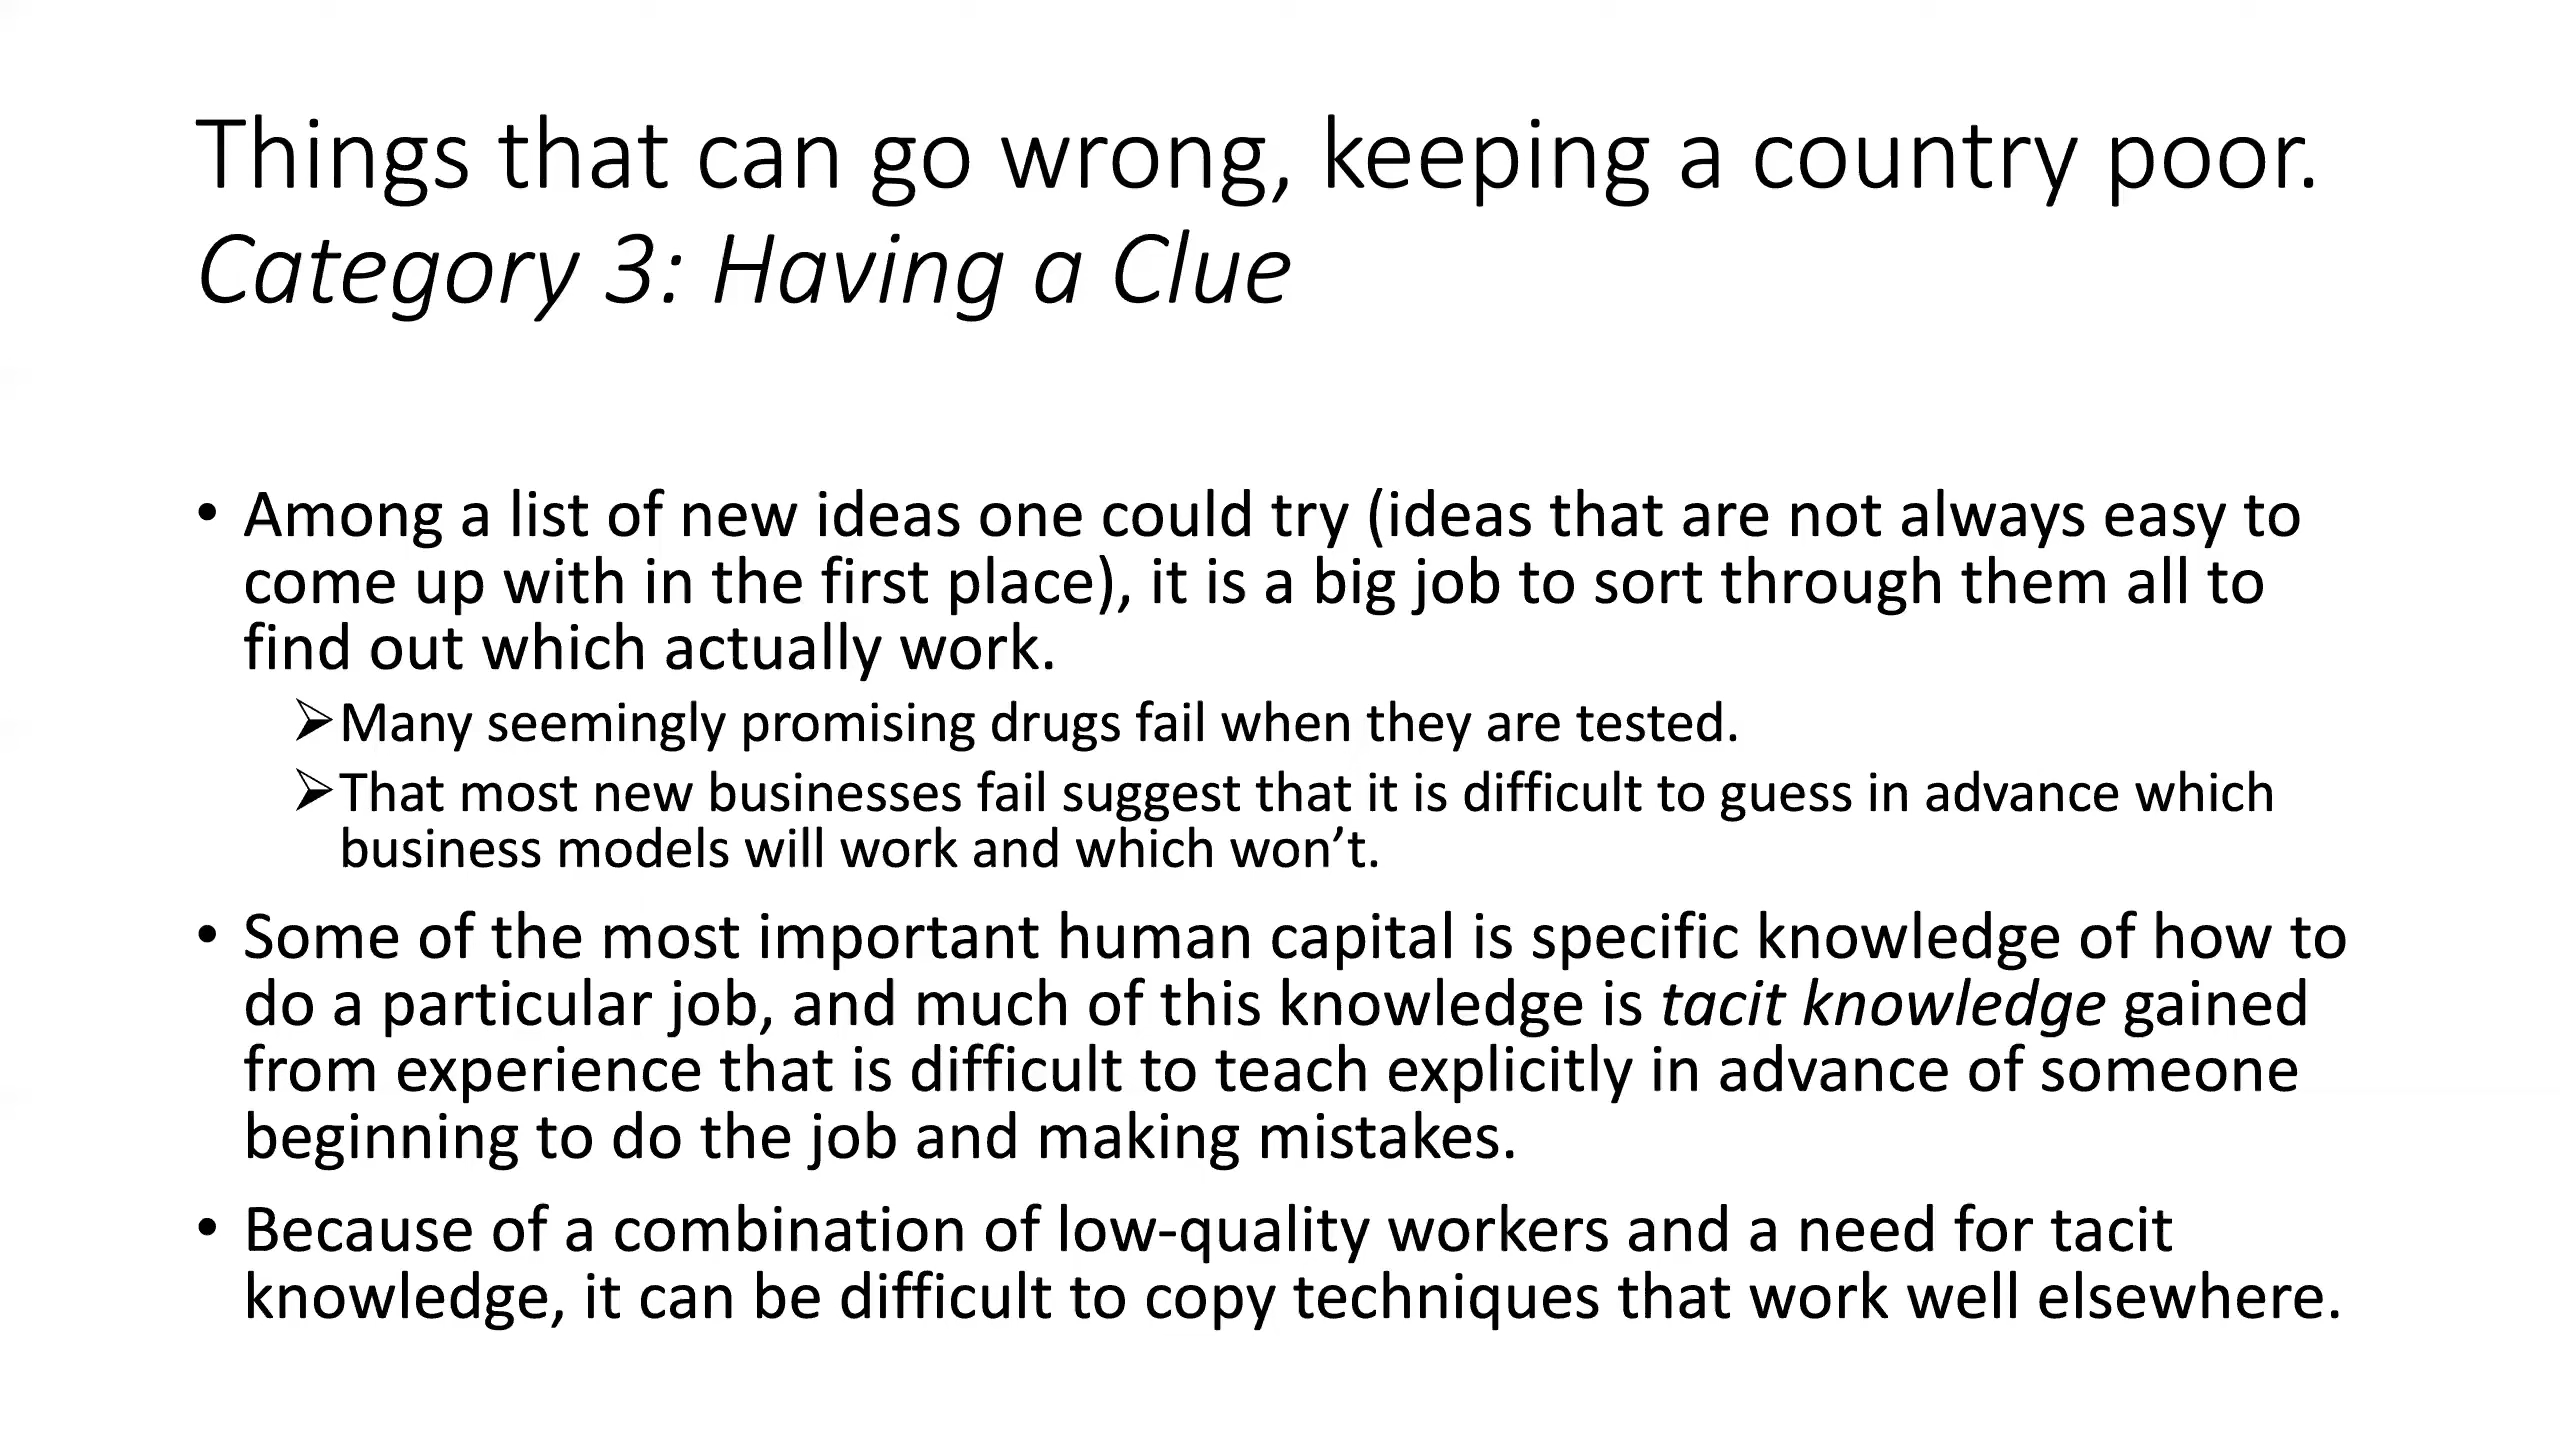 Things that can go wrong, keeping a country poor.
Category 3: Having a Clue
• Among a list of new ideas one could try (ideas that are not always easy to
come up with in the first place), it is a big job to sort through them all to
find out which actually work.
➢Many seemingly promising drugs fail when they are tested.
➢That most new businesses fail suggest that it is difficult to guess in advance which
business models will work and which won’t.
• Some of the most important human capital is specific knowledge of how to
do a particular job, and much of this knowledge is tacit knowledge gained
from experience that is difficult to teach explicitly in advance of someone
beginning to do the job and making mistakes.
• Because of a combination of low-quality workers and a need for tacit
knowledge, it can be difficult to copy techniques that work well elsewhere.